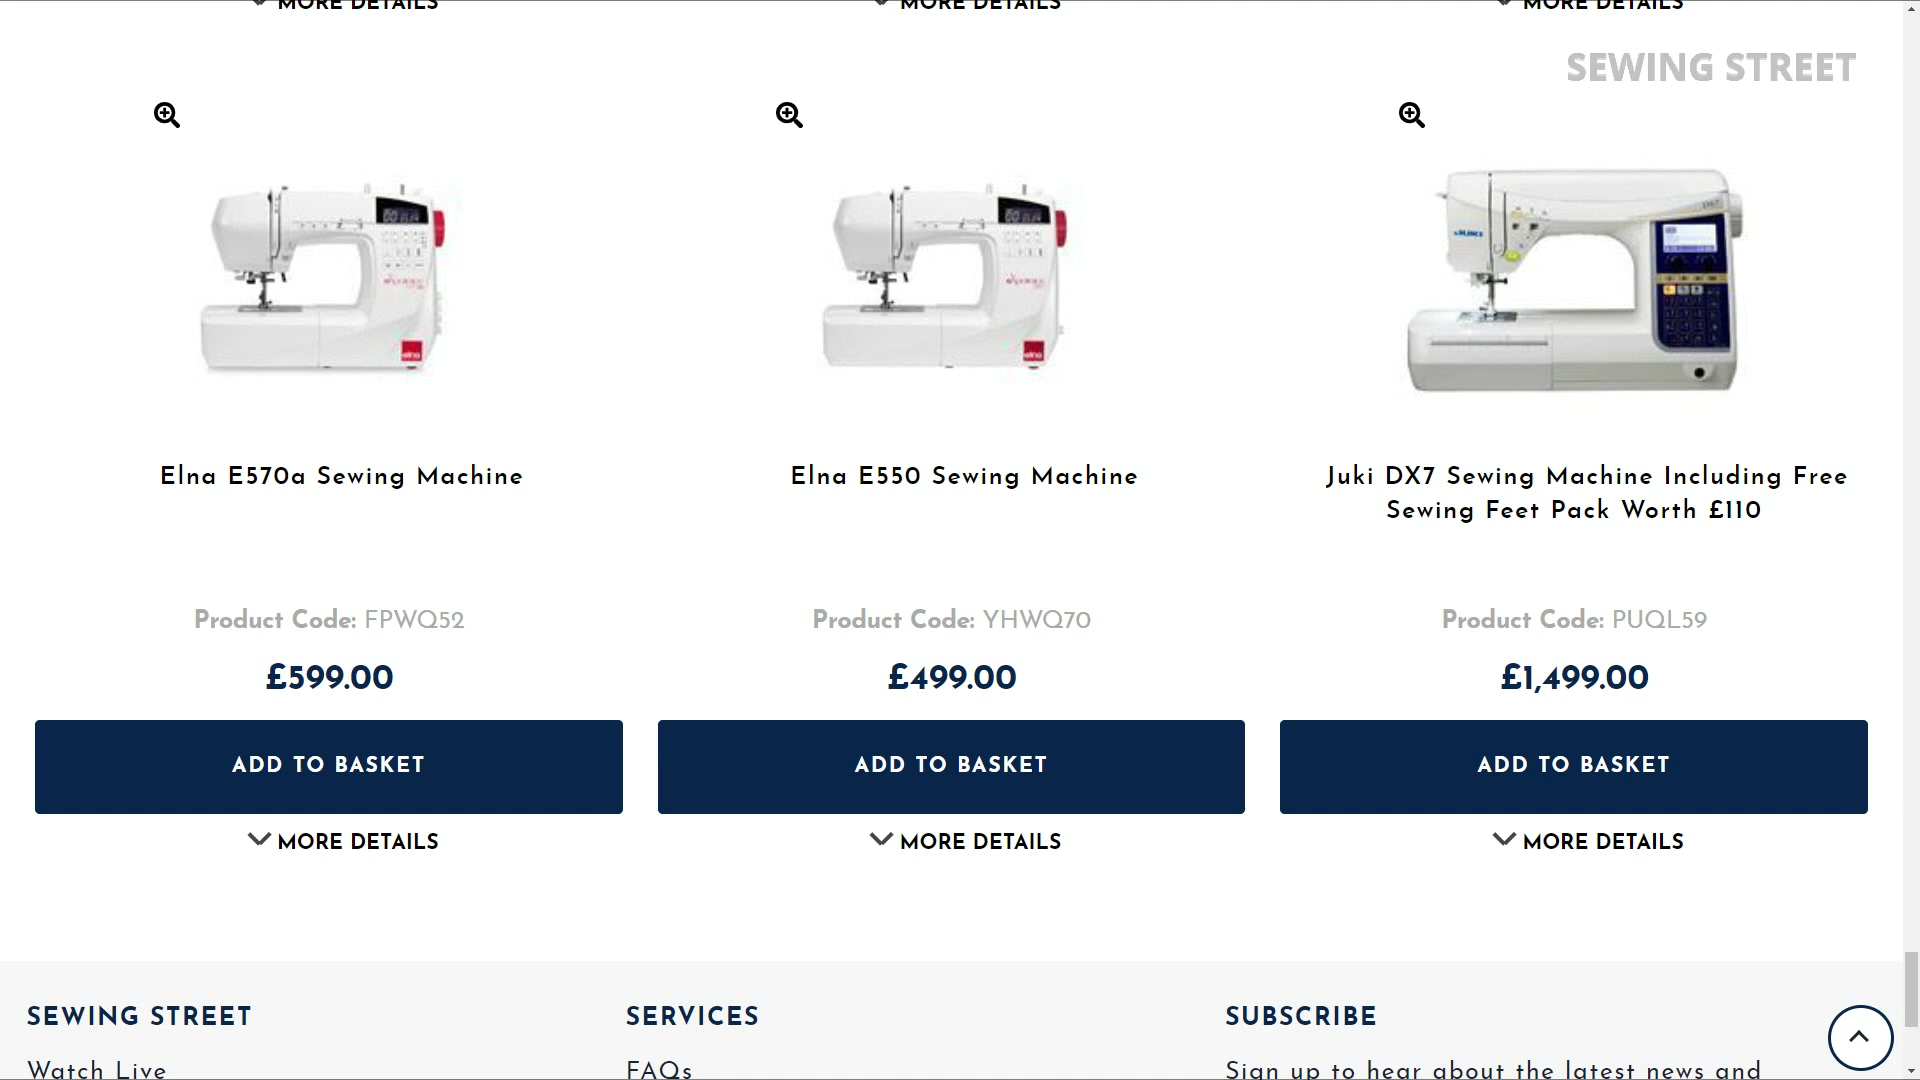 MORE DETAILS MORE DETAILS MORE DETAILS
SEWING STREET
Elna E570a Sewing Machine
Elna E550 Sewing Machine
Juki DX7 Sewing Machine Including Free
Sewing Feet Pack Worth £110
Product Code: FPWQ52
Product Code: YHWQ70
Product Code: PUQL59
£599.00
£499.00
£1,499.00
ADD TO BASKET
ADD TO BASKET
ADD TO BASKET
MORE DETAILS
MORE DETAILS
MORE DETAILS
SEWING STREET
Watch Live
SERVICES
FAQs
SUBSCRIBE
Sign up to hear about the latest news and
elna
elna
JUKI